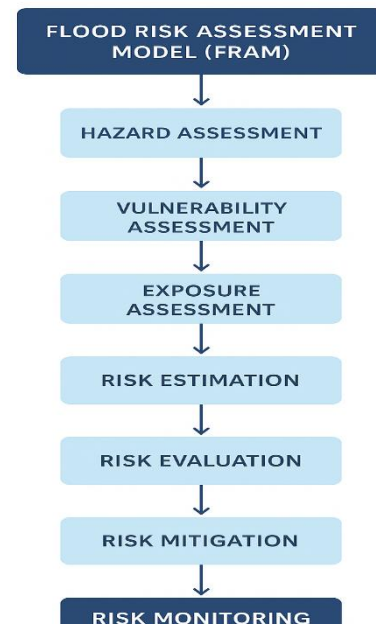 FLOOD RISK ASSESSMENT
MODEL (FRAM)
HAZARD ASSESSMENT
VULNERABILITY
ASSESSMENT
EXPOSURE
ASSESSMENT
RISK ESTIMATION
RISK EVALUATION
RISK MITIGATION
RISK MONITORING